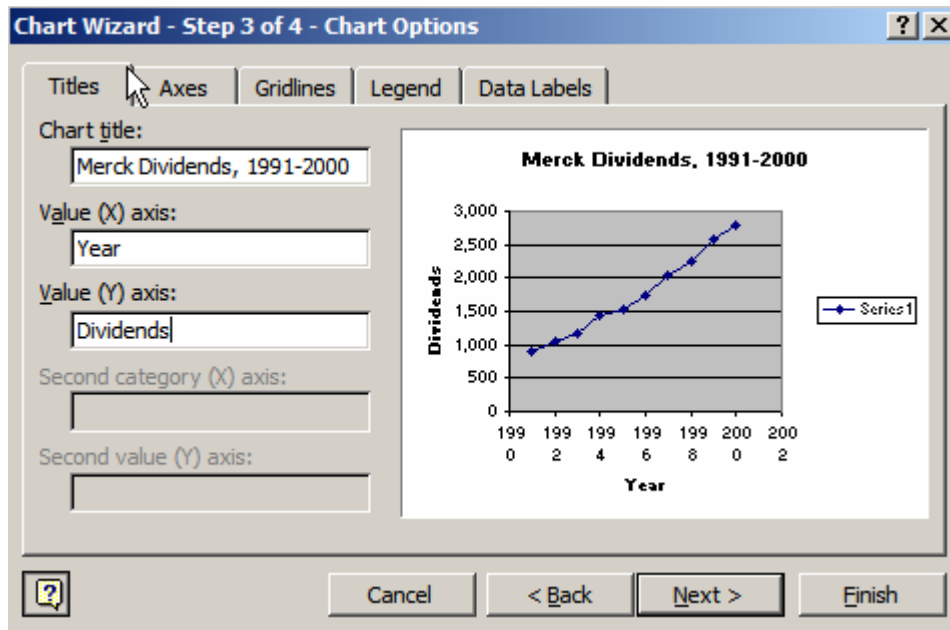 Chart Wizard - Step 3 of 4 - Chart Options
Titles Axes Gridlines Legend Data Labels
Chart title:
Merck Dividends, 1991-2000
Value (X) axis:
Year
Value (Y) axis:
Dividends
Second category (X) axis:
Second value (Y) axis:
Merck Dividends, 1991-2000
3,000
2,500
2,000
1,500
1,000
500
0
Dividends
199 199 199 199 199 200 200
0 2 4 6 8 0 2
Year
Series1
Cancel < Back Next > Finish